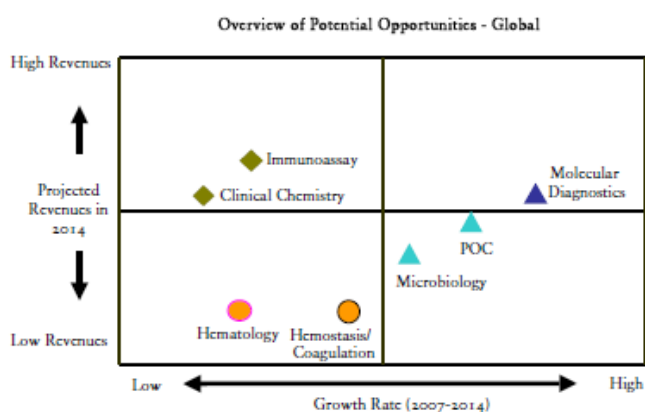 Overview of Potential Opportunities - Global
High Revenues
Immunoassay
Molecular
Diagnostics
Clinical Chemistry
Projected
Revenues in
2014
POC
Microbiology
Hematology
Hemostasis/
Coagulation
Low Revenues
Low
High
Growth Rate (2007-2014)